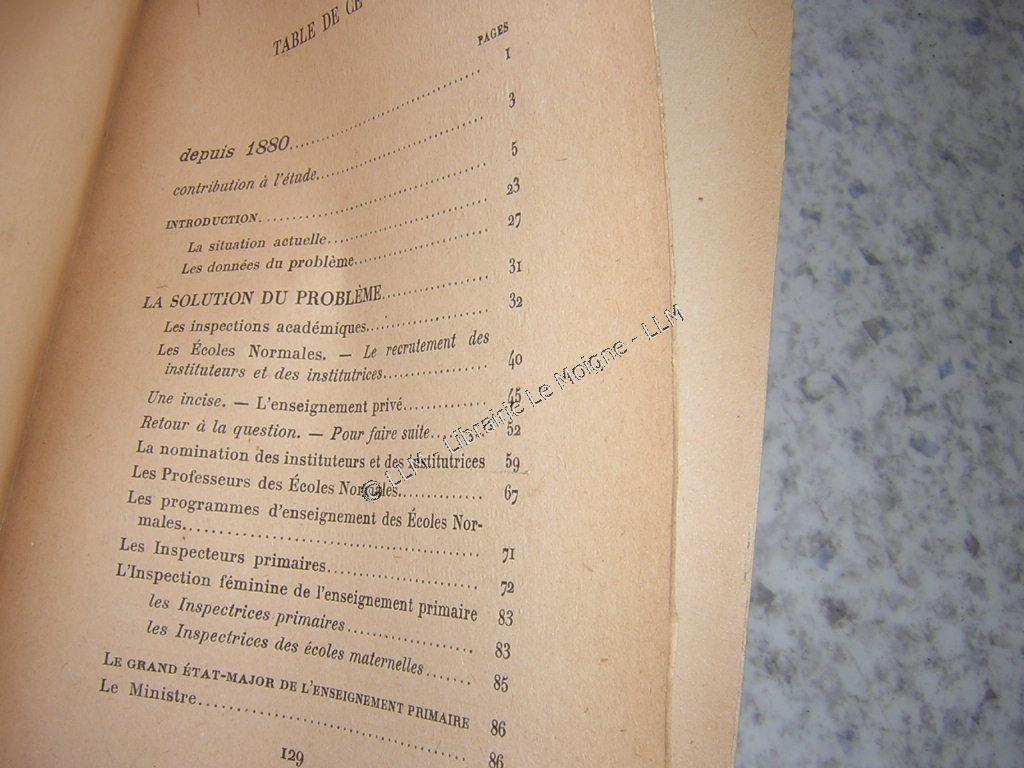 TABLE DE CE
PAGES
1
depuis 1880 3
contribution à l'étude 5
INTRODUCTION 23
La situation actuelle 27
Les données du problème
LA SOLUTION DU PROBLÈME 31
Les inspections académiques 32
Les Écoles Normales. — Le recrutement des
instituteurs et des institutrices 40
Une incise. — L'enseignement privé 45
Retour à la question. — Pour faire suite 52
La nomination des instituteurs et des institutrices 59
Les Professeurs des Écoles Normales 67
Les programmes d'enseignement des Écoles Nor-
males 71
Les Inspecteurs primaires 72
L'Inspection féminine de l'enseignement primaire 83
les Inspectrices primaires 83
les Inspectrices des écoles maternelles 85
LE GRAND ÉTAT-MAJOR DE L'ENSEIGNEMENT PRIMAIRE 86
Le Ministre 86
129
© LLM - Librairie Le Moigne - LLM